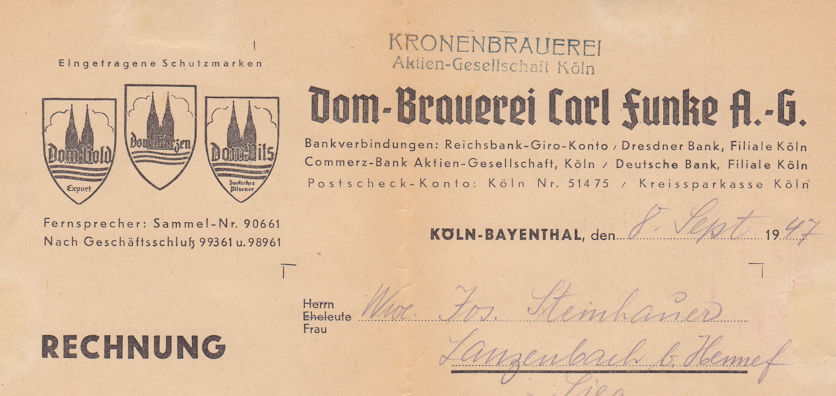 KRONENBRAUEREI
Aktien-Gesellschaft Köln
Eingetragene Schutzmarken
Dom-Gold
Export
Dom-Kärzen
Dom-Pils
Deutsches
Pilsener
Dom-Brauerei Carl Funke A.-G.
Bankverbindungen: Reichsbank-Giro-Konto / Dresdner Bank, Filiale Köln
Commerz-Bank Aktien-Gesellschaft, Köln / Deutsche Bank, Filiale Köln
Postscheck-Konto: Köln Nr. 51475 / Kreissparkasse Köln
Fernsprecher: Sammel-Nr. 90661
Nach Geschäftsschluß 99361 u. 98961
KÖLN-BAYENTHAL, den 8. Sept 1947
Herrn
Eheleute
Frau
Wwe. Jos. Steinhauer
Lanzenbach b. Hennef
Sieg
RECHNUNG